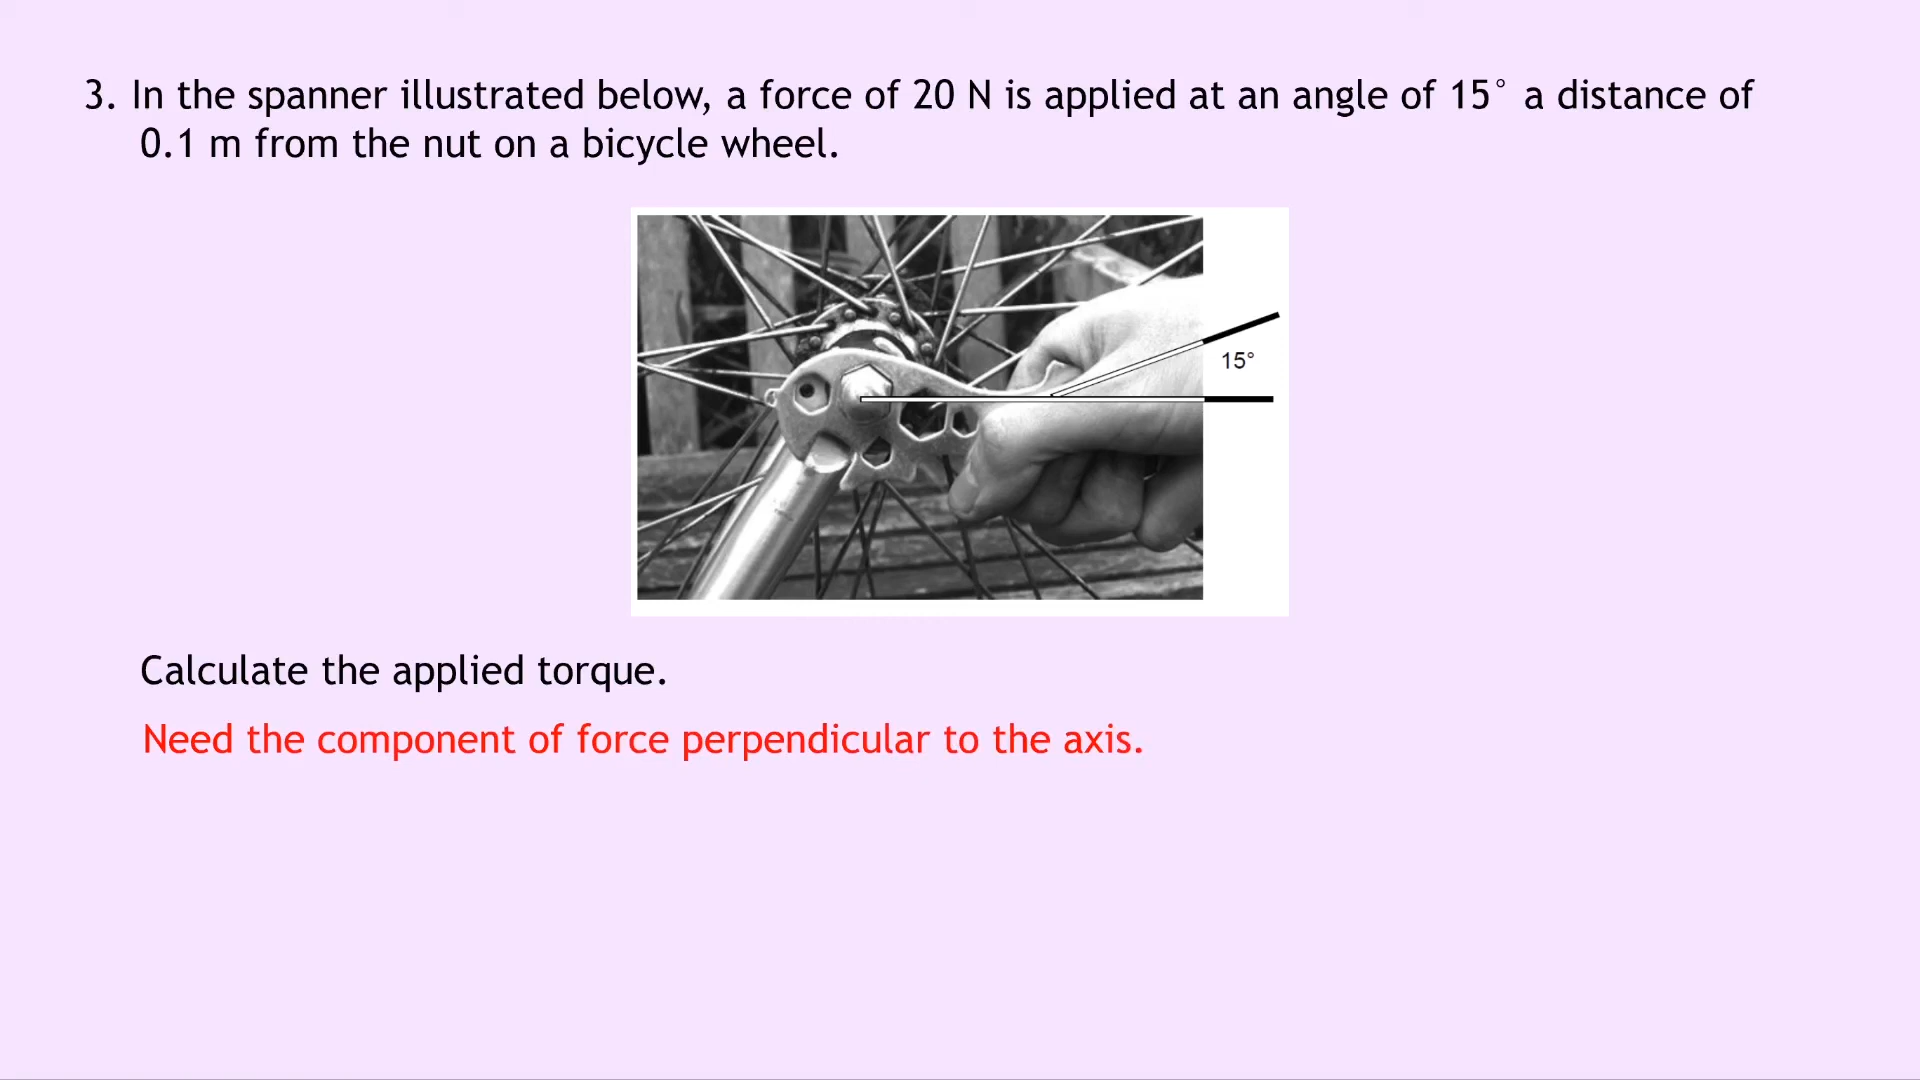 3. In the spanner illustrated below, a force of 20 N is applied at an angle of 15° a distance of
0.1 m from the nut on a bicycle wheel.
15°
Calculate the applied torque.
Need the component of force perpendicular to the axis.